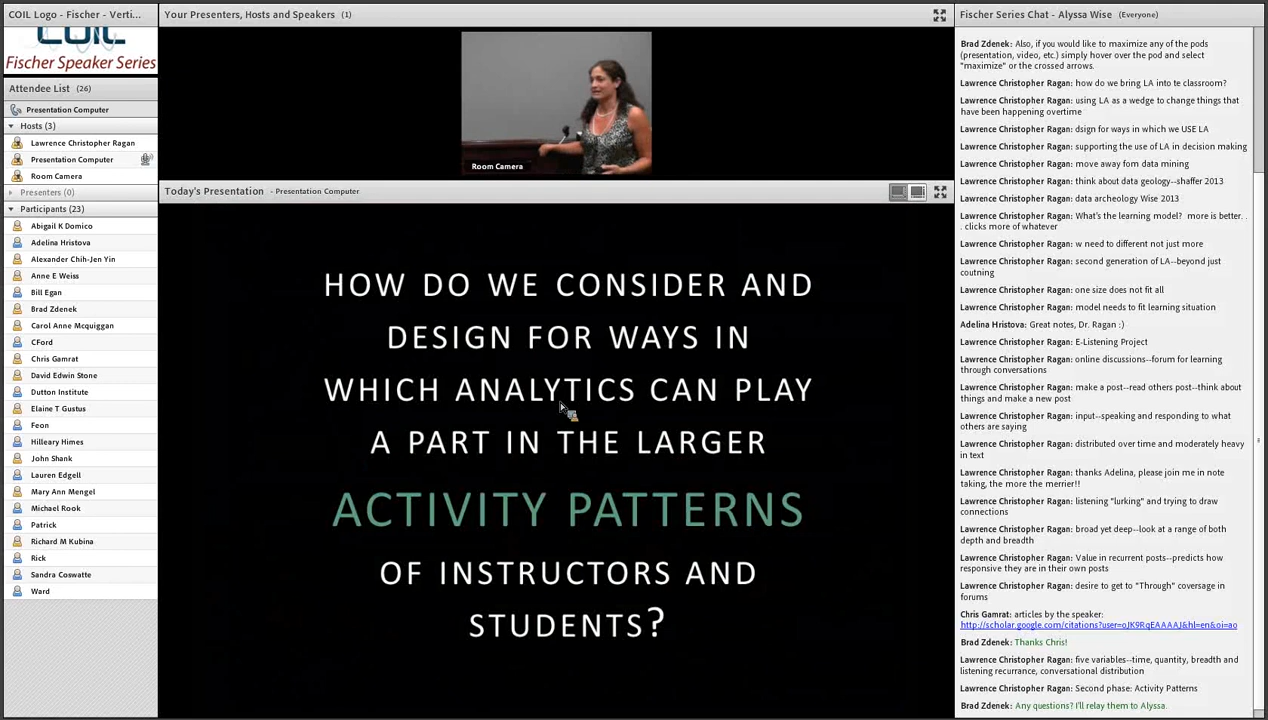 COIL Logo - Fischer - Verti...
COIL
Fischer Speaker Series
Attendee List (26)
Presentation Computer
Hosts (3)
Lawrence Christopher Ragan
Presentation Computer
Room Camera
Presenters (0)
Participants (23)
Abigail K Domico
Adelina Hristova
Alexander Chih-Jen Yin
Anne E Weiss
Bill Egan
Brad Zdenek
Carol Anne Mcquiggan
CFord
Chris Gamrat
David Edwin Stone
Dutton Institute
Elaine T Gustus
Feon
Hilleary Himes
John Shank
Lauren Edgell
Mary Ann Mengel
Michael Rook
Patrick
Richard M Kubina
Rick
Sandra Coswatte
Ward
Your Presenters, Hosts and Speakers (1)
Room Camera
Today's Presentation - Presentation Computer
HOW DO WE CONSIDER AND
DESIGN FOR WAYS IN
WHICH ANALYTICS CAN PLAY
A PART IN THE LARGER
ACTIVITY PATTERNS
OF INSTRUCTORS AND
STUDENTS?
Fischer Series Chat - Alyssa Wise (Everyone)
Brad Zdenek: Also, if you would like to maximize any of the pods
(presentation, video, etc.) simply hover over the pod and select
"maximize" or the crossed arrows.
Lawrence Christopher Ragan: how do we bring LA into te classroom?
Lawrence Christopher Ragan: using LA as a wedge to change things that
have been happening overtime
Lawrence Christopher Ragan: dsign for ways in which we USE LA
Lawrence Christopher Ragan: supporting the use of LA in decision making
Lawrence Christopher Ragan: move away fom data mining
Lawrence Christopher Ragan: think about data geology--shaffer 2013
Lawrence Christopher Ragan: data archeology Wise 2013
Lawrence Christopher Ragan: What's the learning model? more is better. .
. clicks more of whatever
Lawrence Christopher Ragan: w need to different not just more
Lawrence Christopher Ragan: second generation of LA--beyond just
coutning
Lawrence Christopher Ragan: one size does not fit all
Lawrence Christopher Ragan: model needs to fit learning situation
Adelina Hristova: Great notes, Dr. Ragan :)
Lawrence Christopher Ragan: E-Listening Project
Lawrence Christopher Ragan: online discussions--forum for learning
through conversations
Lawrence Christopher Ragan: make a post--read others post--think about
things and make a new post
Lawrence Christopher Ragan: input--speaking and responding to what
others are saying
Lawrence Christopher Ragan: distributed over time and moderately heavy
in text
Lawrence Christopher Ragan: thanks Adelina, please join me in note
taking, the more the merrier!!
Lawrence Christopher Ragan: listening "lurking" and trying to draw
connections
Lawrence Christopher Ragan: broad yet deep--look at a range of both
depth and breadth
Lawrence Christopher Ragan: Value in recurrent posts--predicts how
responsive they are in their own posts
Lawrence Christopher Ragan: desire to get to "Through" coverage in
forums
Chris Gamrat: articles by the speaker:
http://scholar.google.com/citations?user=oJK9RqEAAAAJ&hl=en&oi=ao
Brad Zdenek: Thanks Chris!
Lawrence Christopher Ragan: five variables--time, quantity, breadth and
listening recurrance, conversational distribution
Lawrence Christopher Ragan: Second phase: Activity Patterns
Brad Zdenek: Any questions? I'll relay them to Alyssa.